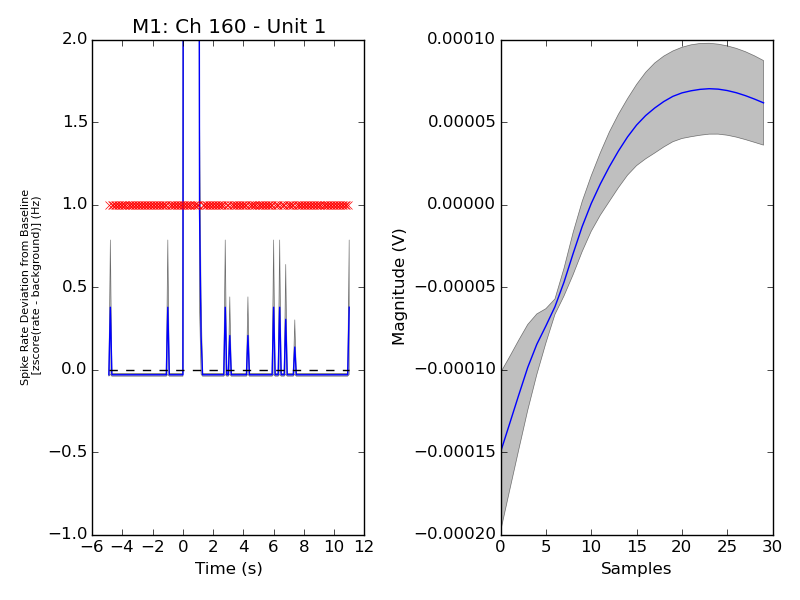 M1: Ch 160 - Unit 1
2.0
1.5
1.0
0.5
0.0
−0.5
−1.0
−6 −4 −2 0 2 4 6 8 10 12
Time (s)
Spike Rate Deviation from Baseline
[zscore(rate - background)] (Hz)
0.00010
0.00005
0.00000
−0.00005
−0.00010
−0.00015
−0.00020
0 5 10 15 20 25 30
Samples
Magnitude (V)